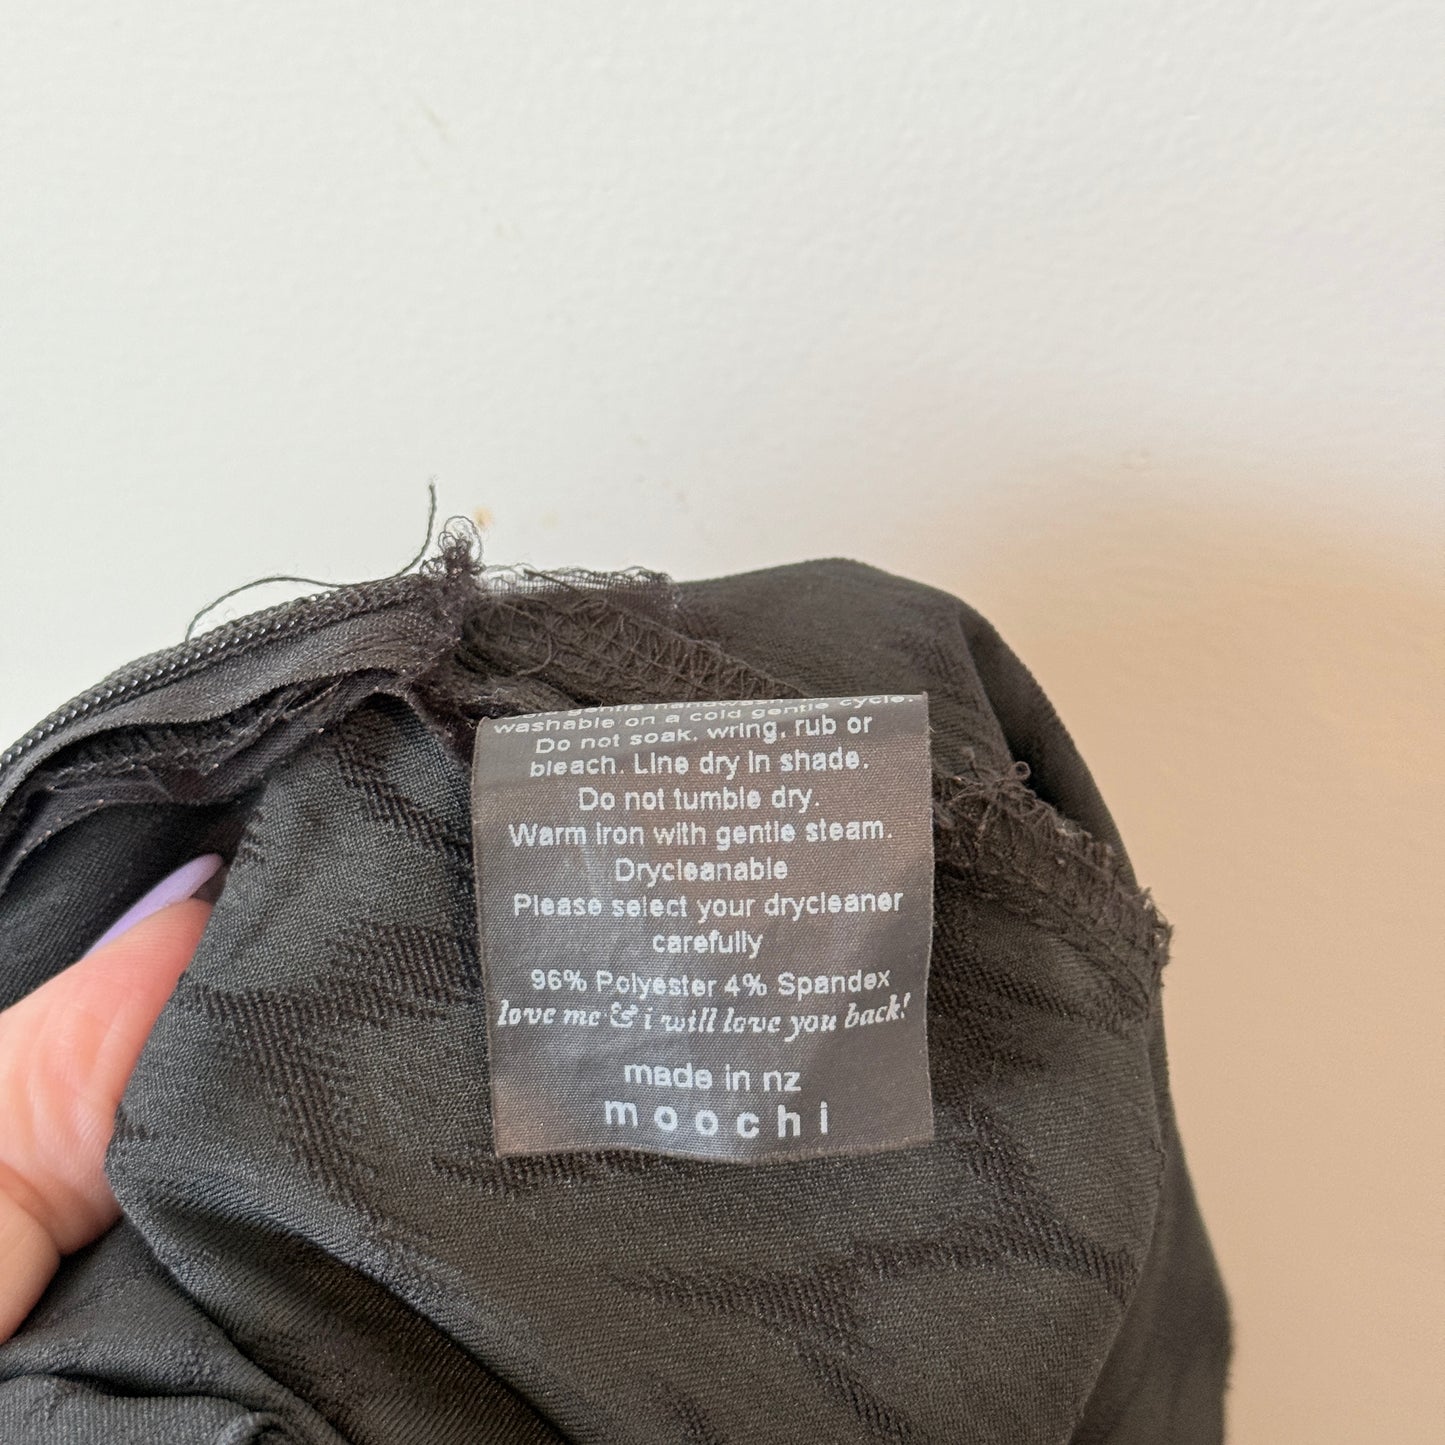 gentle handwash
washable on a cold gentle cycle.
Do not soak, wring, rub or
bleach. Line dry in shade.
Do not tumble dry.
Warm iron with gentle steam.
Drycleanable
Please select your drycleaner
carefully
96% Polyester 4% Spandex
love me & i will love you back!
made in nz
moochi